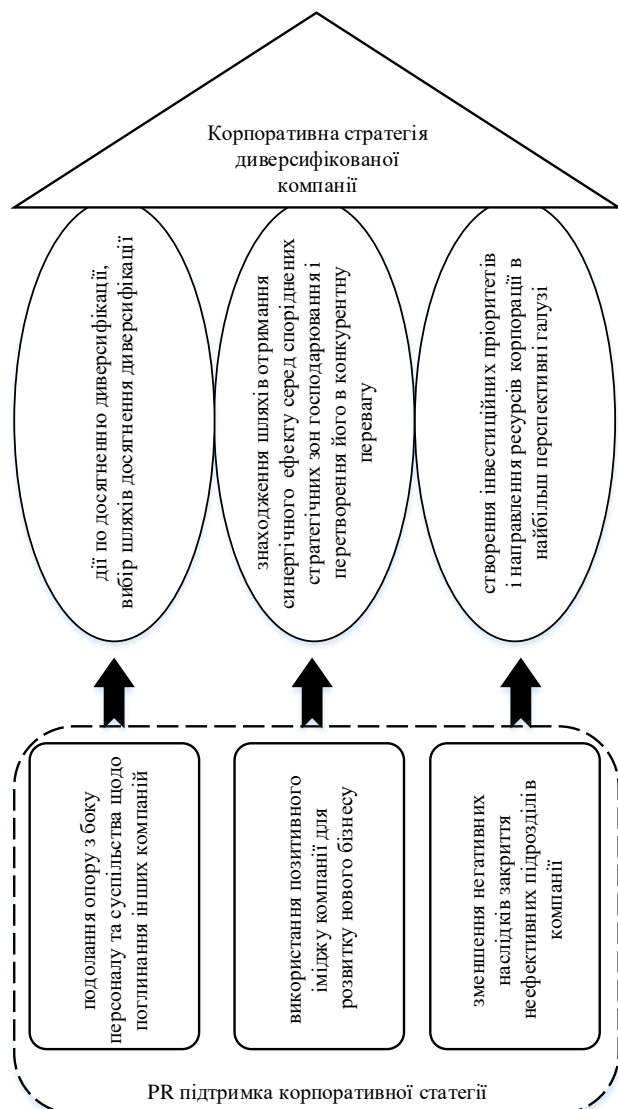 Корпоративна стратегія
диверсифікованої
компанії
дії по досягненню диверсифікації,
вибір шляхів досягнення диверсифікації
знаходження шляхів отримання
синергічного ефекту серед споріднених
стратегічних зон господарювання і
перетворення його в конкурентну
перевагу
створення інвестиційних пріоритетів
і направлення ресурсів корпорації в
найбільш перспективні галузі
подолання опору з боку
персоналу та суспільства щодо
поглинання інших компаній
використання позитивного
іміджу компанії для
розвитку нового бізнесу
зменшення негативних
наслідків закриття
неефективних підрозділів
компанії
PR підтримка корпоративної статегії